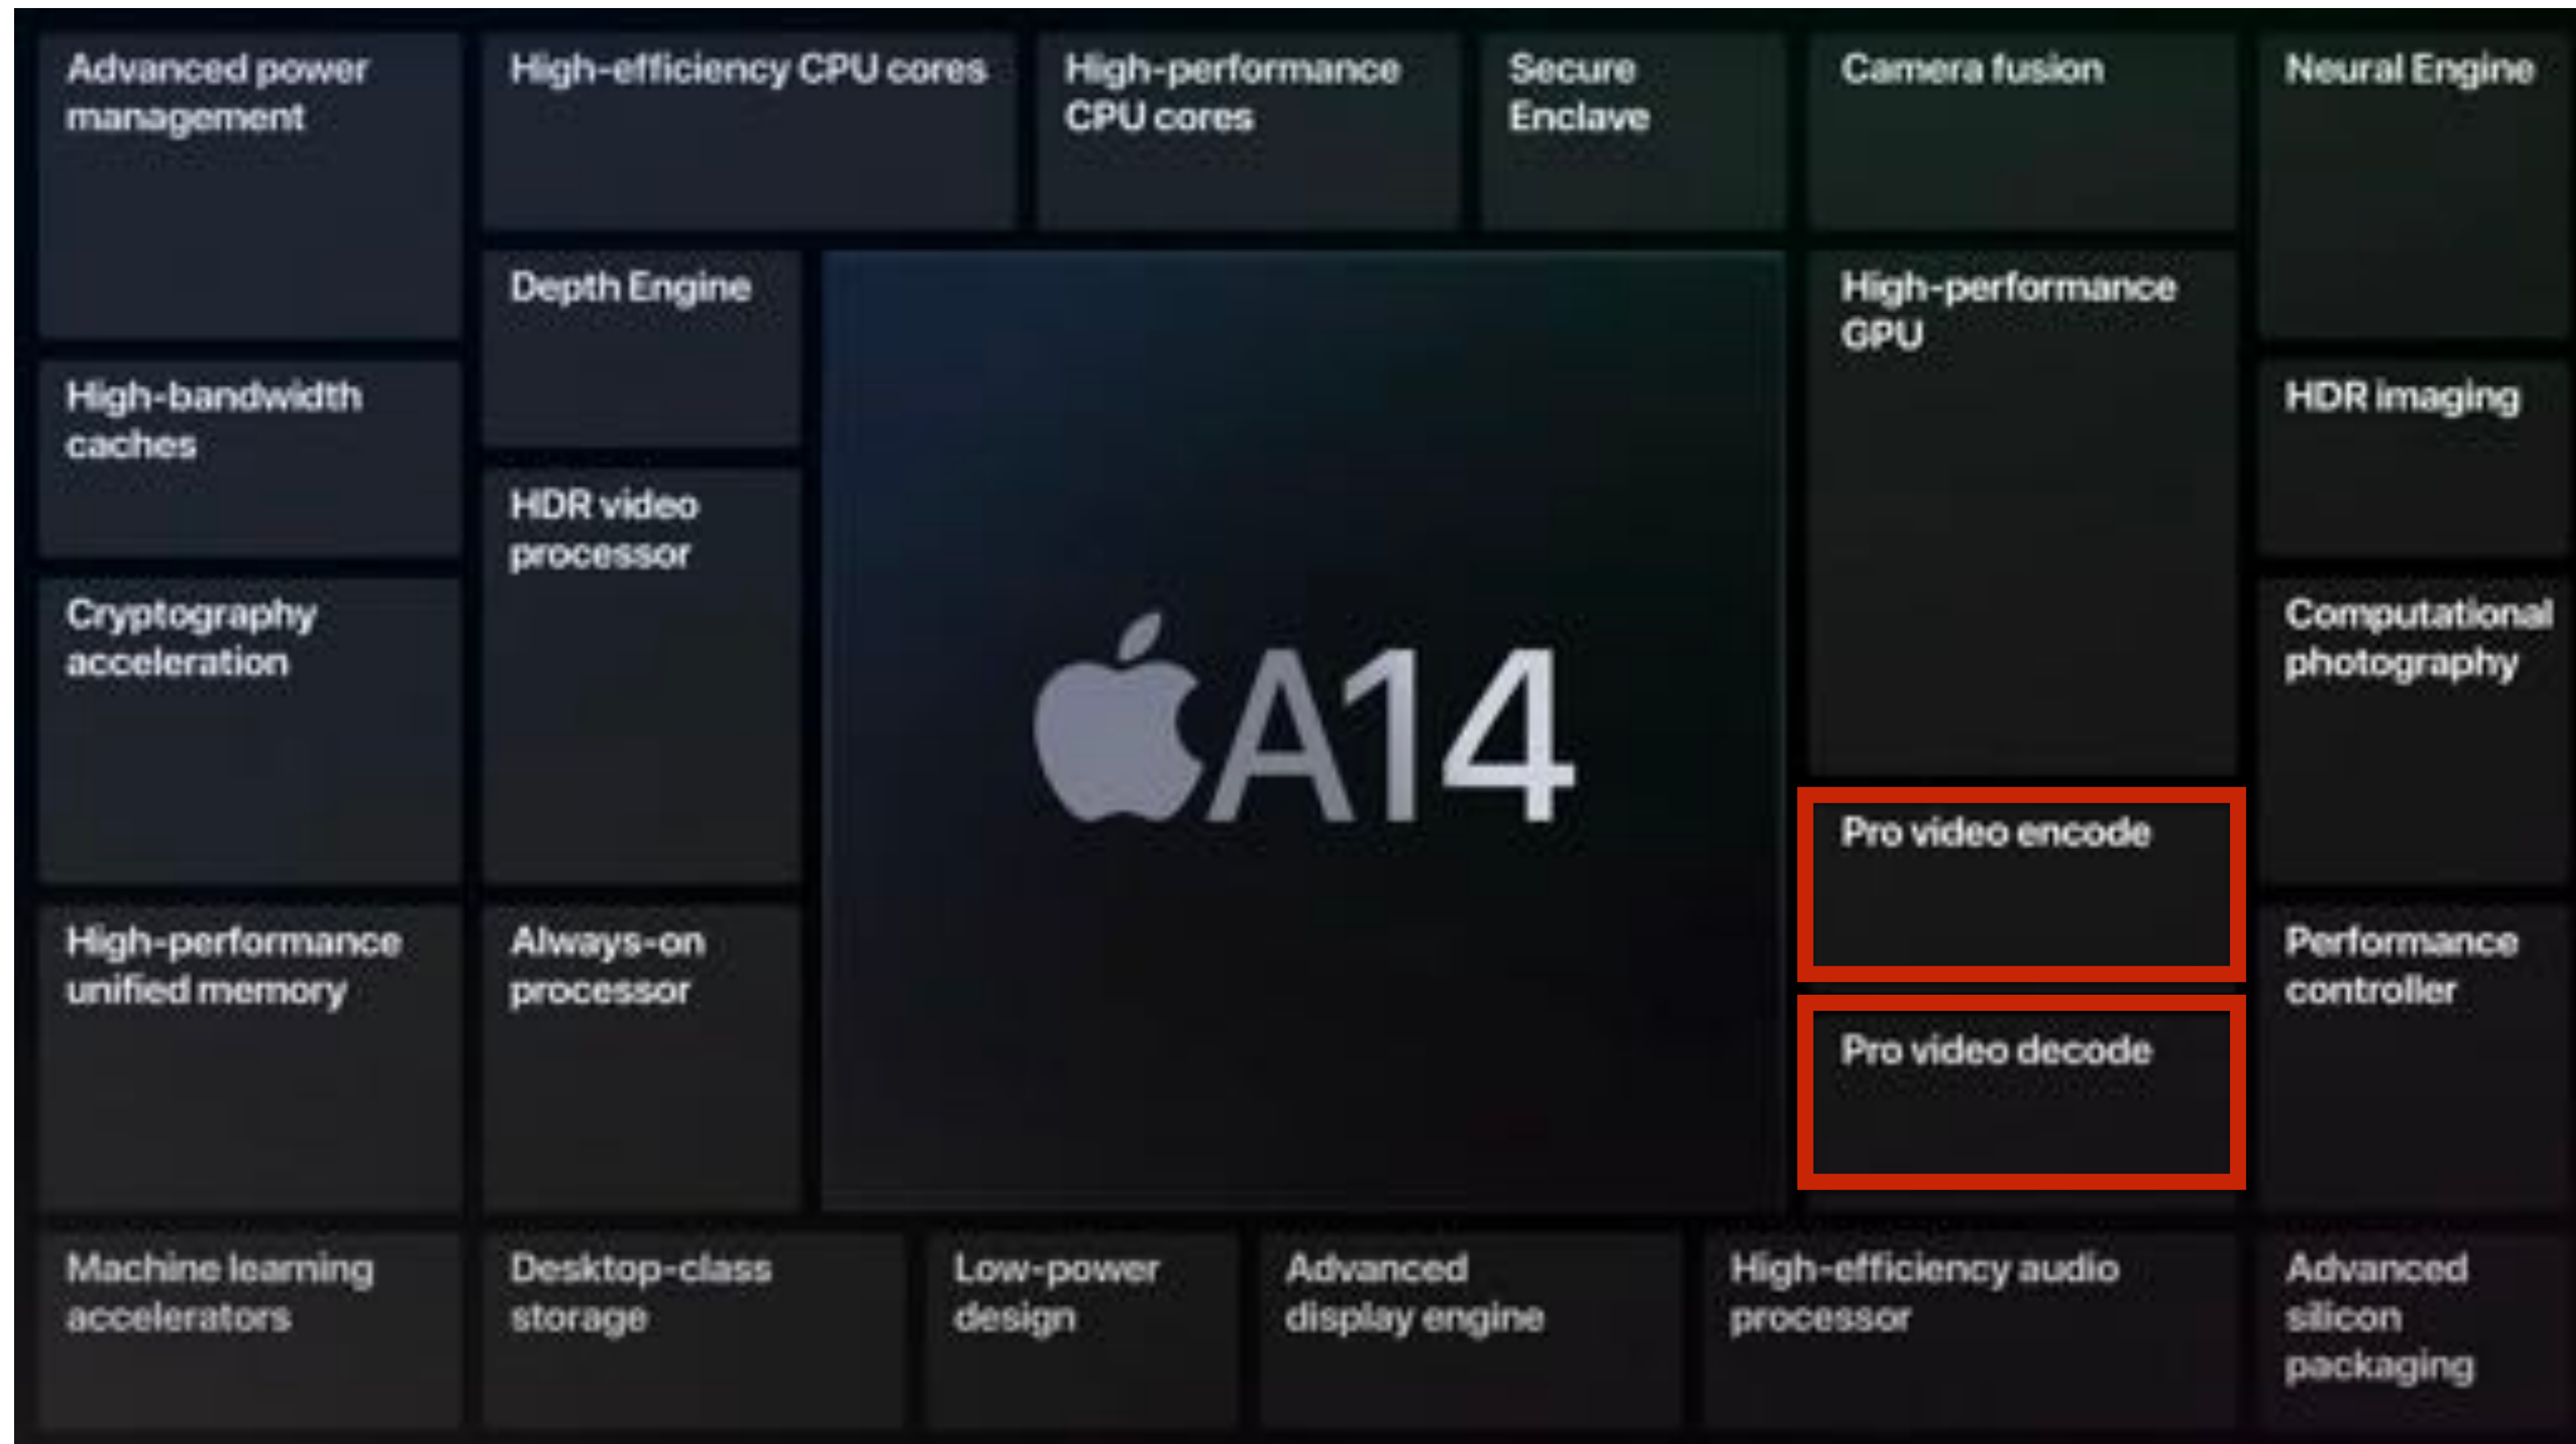 Advanced power
management
High-efficiency CPU cores
High-performance
CPU cores
Secure
Enclave
Camera fusion
Neural Engine
Depth Engine
High-performance
GPU
High-bandwidth
caches
HDR imaging
HDR video
processor
Cryptography
acceleration
A14
Computational
photography
Pro video encode
High-performance
unified memory
Always-on
processor
Performance
controller
Pro video decode
Machine learning
accelerators
Desktop-class
storage
Low-power
design
Advanced
display engine
High-efficiency audio
processor
Advanced
silicon
packaging